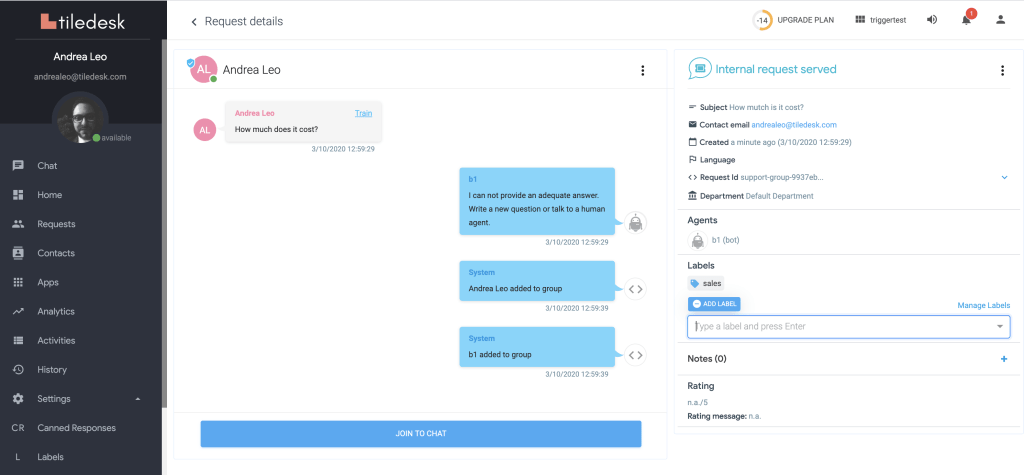 tiledesk
Andrea Leo
andrealeo@tiledesk.com
available
Chat
Home
Requests
Contacts
Apps
Analytics
Activities
History
Settings
CR Canned Responses
L Labels
Request details
-14 UPGRADE PLAN
triggertest
1
AL Andrea Leo
AL
Andrea Leo Train
How much does it cost?
3/10/2020 12:59:29
b1
I can not provide an adequate answer.
Write a new question or talk to a human
agent.
3/10/2020 12:59:29
System
Andrea Leo added to group
3/10/2020 12:59:39
System
b1 added to group
3/10/2020 12:59:39
JOIN TO CHAT
Internal request served
Subject How mutch is it cost?
Contact email andrealeo@tiledesk.com
Created a minute ago (3/10/2020 12:59:29)
Language
Request Id support-group-9937eb...
Department Default Department
Agents
b1 (bot)
Labels
sales
ADD LABEL
Manage Labels
Type a label and press Enter
Notes (0)
Rating
n.a./5
Rating message: n.a.